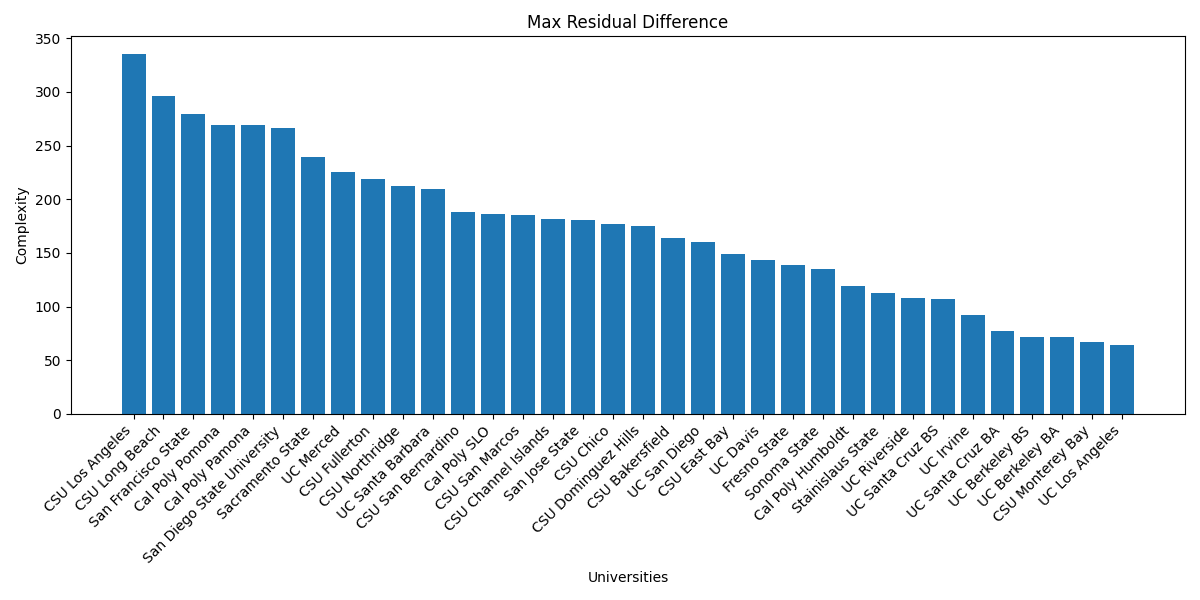 Max Residual Difference
Complexity
350
300
250
200
150
100
50
0
CSU Los Angeles
CSU Long Beach
San Francisco State
Cal Poly Pomona
Cal Poly Pamona
San Diego State University
Sacramento State
UC Merced
CSU Fullerton
CSU Northridge
UC Santa Barbara
CSU San Bernardino
Cal Poly SLO
CSU San Marcos
CSU Channel Islands
San Jose State
CSU Chico
CSU Dominguez Hills
CSU Bakersfield
UC San Diego
CSU East Bay
UC Davis
Fresno State
Sonoma State
Cal Poly Humboldt
Stainislaus State
UC Riverside
UC Santa Cruz BS
UC Irvine
UC Santa Cruz BA
UC Berkeley BS
UC Berkeley BA
CSU Monterey Bay
UC Los Angeles
Universities